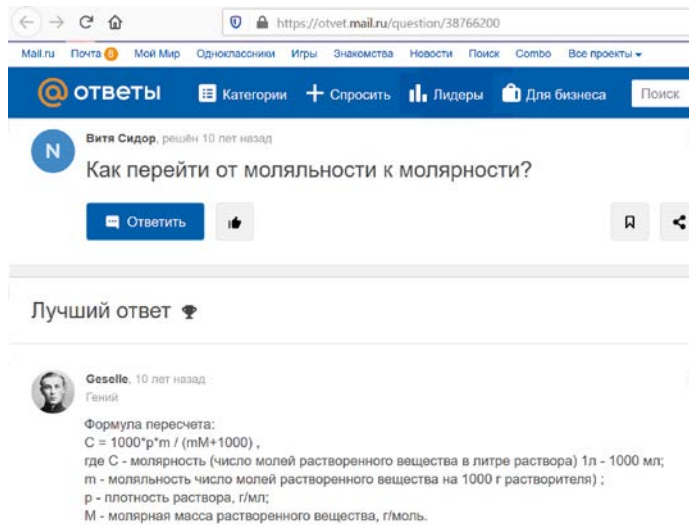 https://otvet.mail.ru/question/38766200
Mail.ru Почта 8 Мой Мир Одноклассники Игры Знакомства Новости Поиск Combo Все проекты
ответы Категории Спросить Лидеры Для бизнеса Поиск
N
Витя Сидор, решён 10 лет назад
Как перейти от моляльности к молярности?
Ответить
Лучший ответ
Geselle, 10 лет назад
Гений
Формула пересчета:
C = 1000*p*m / (mM+1000) ,
где С - молярность (число молей растворенного вещества в литре раствора) 1л - 1000 мл;
m - моляльность число молей растворенного вещества на 1000 г растворителя) ;
p - плотность раствора, г/мл;
М - молярная масса растворенного вещества, г/моль.